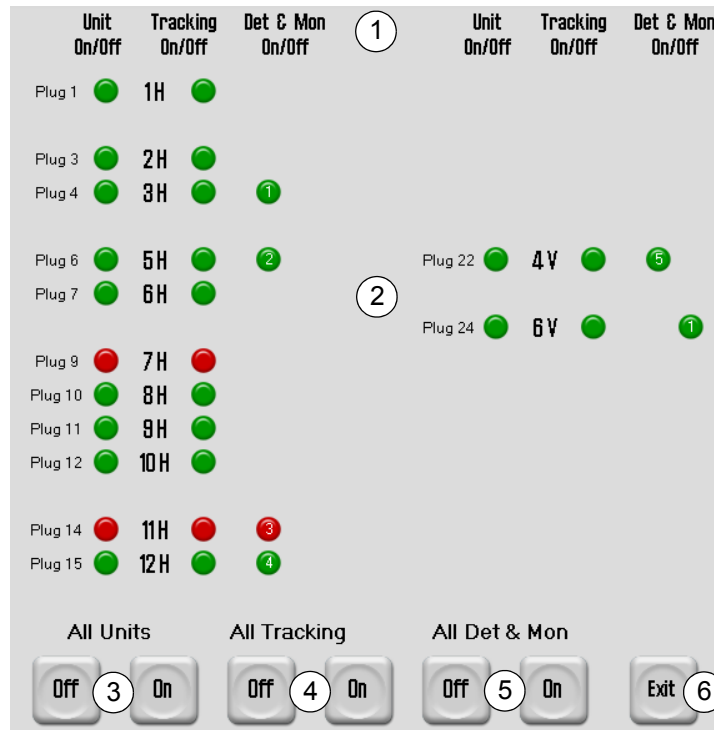 Unit Tracking Det & Mon 1 Unit Tracking Det & Mon
On/Off On/Off On/Off On/Off On/Off On/Off
Plug 1 1H
Plug 3 2H
Plug 4 3H 1
Plug 6 5H 2 Plug 22 4V 5
Plug 7 6H 2
Plug 24 6V 1
Plug 9 7H
Plug 10 8H
Plug 11 9H
Plug 12 10H
Plug 14 11H 3
Plug 15 12H 4
All Units All Tracking All Det & Mon
Off 3 On Off 4 On Off 5 On Exit 6